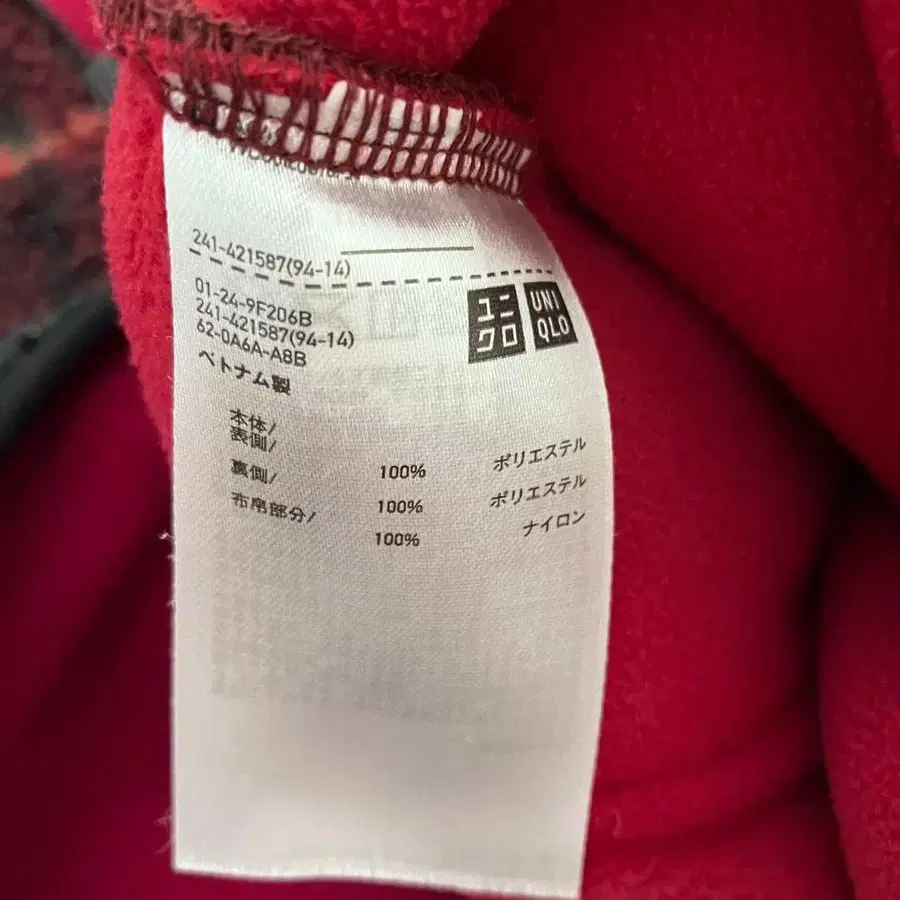 241-421587(94-14)
ユニ
クロ
UNI
QLO
01-24-9F206B
241-421587(94-14)
62-0A6A-A8B
ベトナム製
本体/
表側/ 100% ポリエステル
裏側/ 100% ポリエステル
布帛部分/ 100% ナイロン